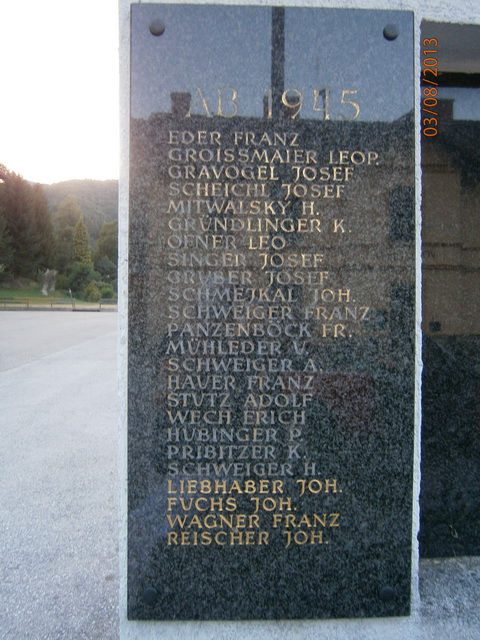 AB 1945
EDER FRANZ
GROISSMAIER LEOP.
GRAVOGEL JOSEF
SCHEICHL JOSEF
MITWALSKY H.
GRÜNDLINGER K.
OFNER LEO
SINGER JOSEF
GRUBER JOSEF
SCHMEJKAL JOH.
SCHWEIGER FRANZ
PANZENBÖCK FR.
MÜHLEDER V.
SCHWEIGER A.
HAUER FRANZ
STUTZ ADOLF
WECH ERICH
HUBINGER P.
PRIBITZER K.
SCHWEIGER H.
LIEBHABER JOH.
FUCHS JOH.
WAGNER FRANZ
REISCHER JOH.
03/08/2013